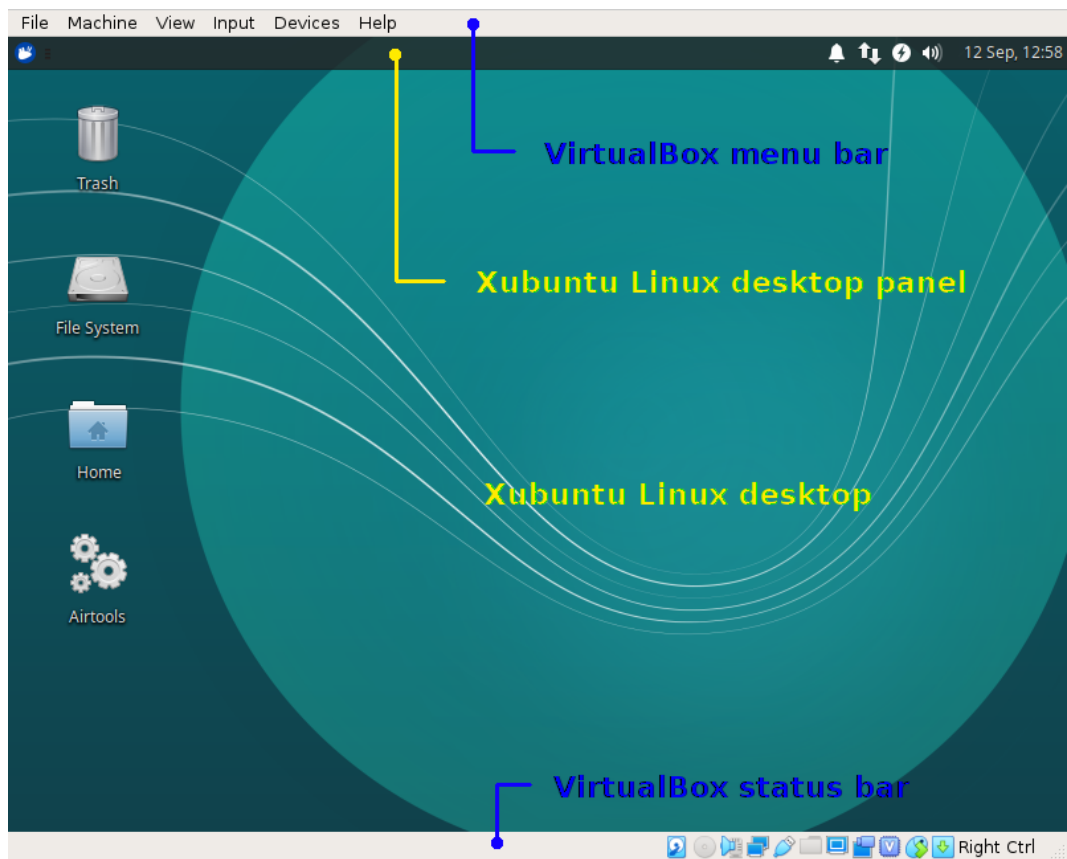 File Machine View Input Devices Help
12 Sep, 12:58
VirtualBox menu bar
Trash
Xubuntu Linux desktop panel
File System
Home
Xubuntu Linux desktop
Airtools
VirtualBox status bar
V
Right Ctrl